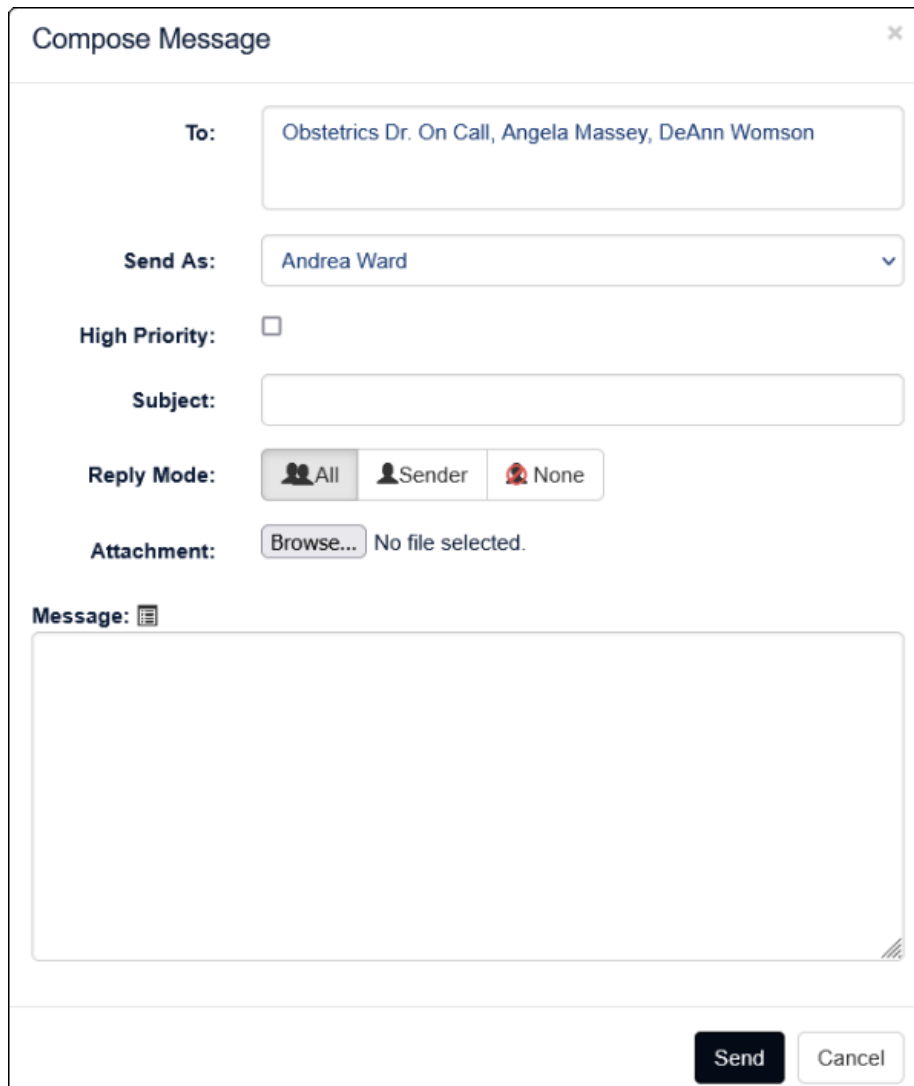 Compose Message
To:
Obstetrics Dr. On Call, Angela Massey, DeAnn Womson
Send As:
Andrea Ward
High Priority:
Subject:
Reply Mode:
All Sender None
Attachment:
Browse... No file selected.
Message:
Send Cancel